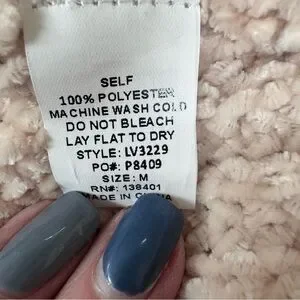 SELF
100% POLYESTER
MACHINE WASH COLD
DO NOT BLEACH
LAY FLAT TO DRY
STYLE: LV3229
PO#: P8409
SIZE: M
RN#: 138401
MADE IN CHINA